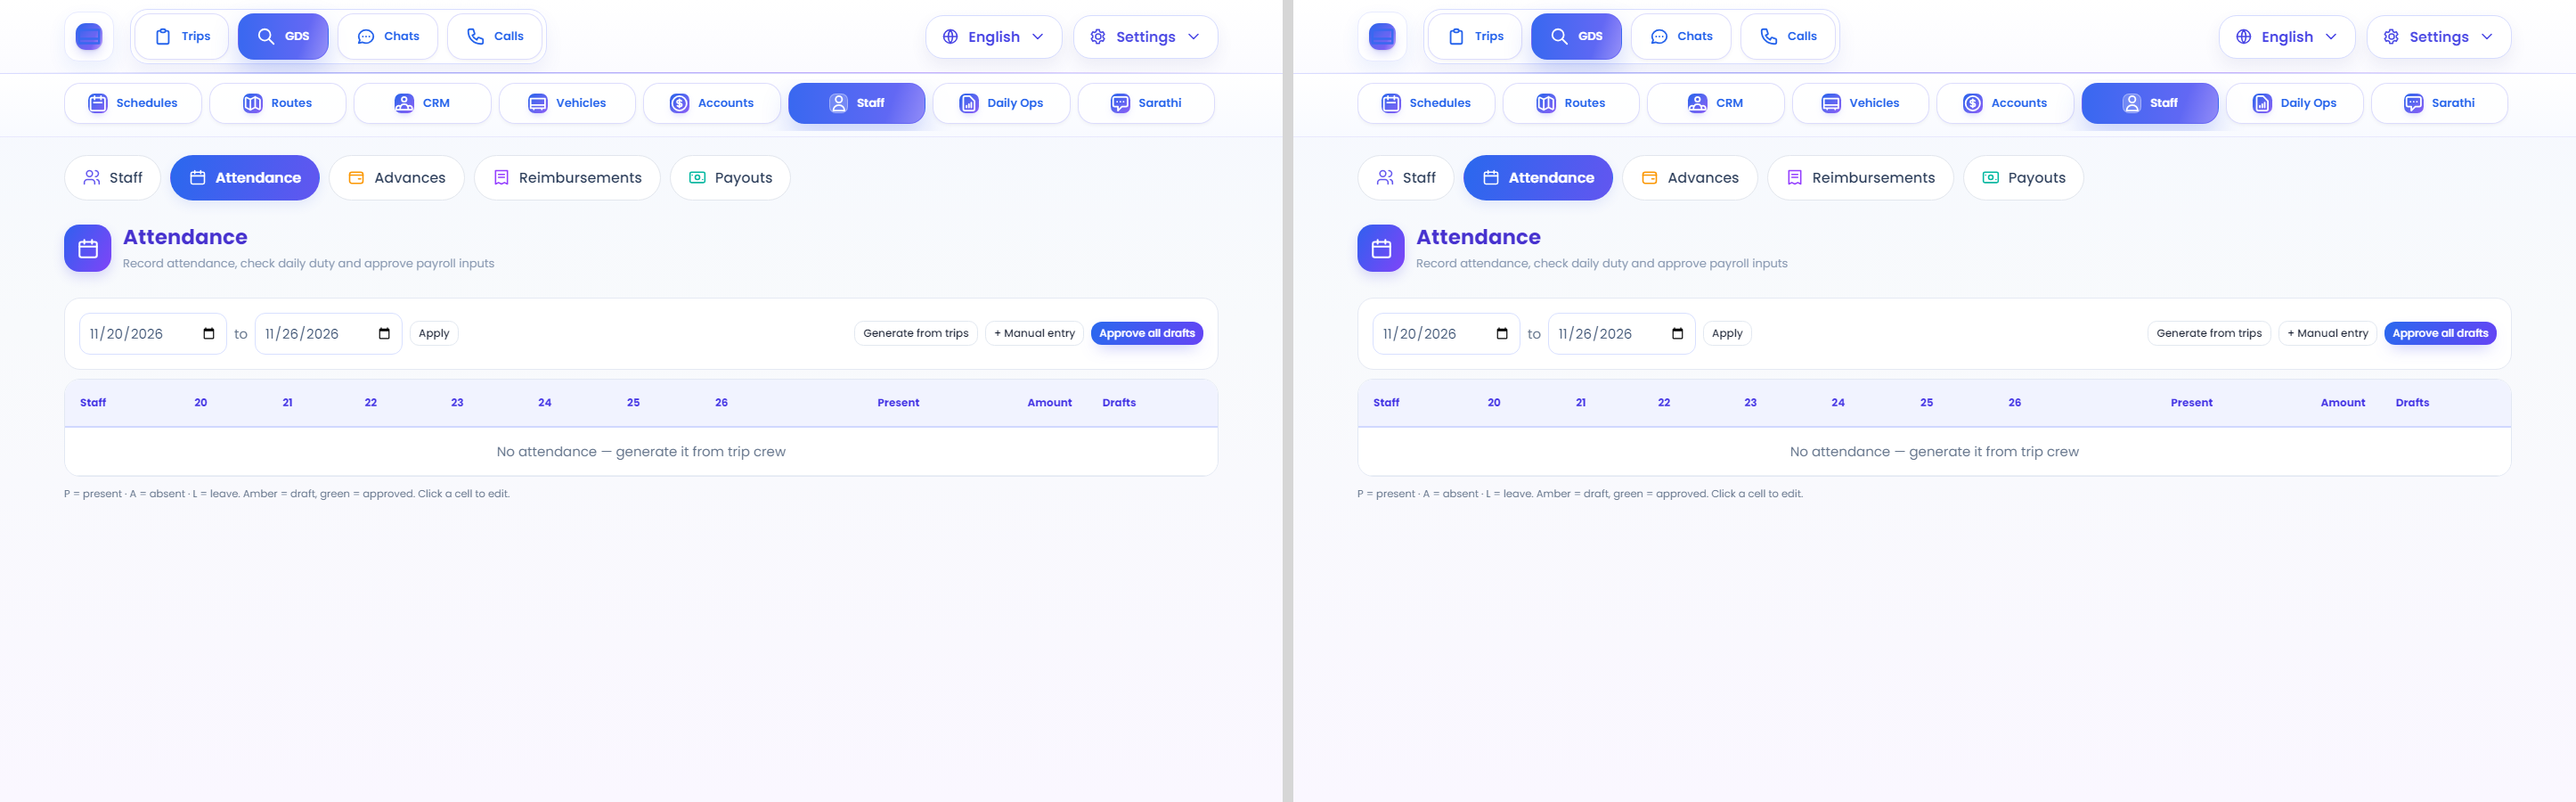 Trips GDS Chats Calls English Settings
Schedules Routes CRM Vehicles Accounts Staff Daily Ops Sarathi
Staff Attendance Advances Reimbursements Payouts
Attendance
Record attendance, check daily duty and approve payroll inputs
11/20/2026 to 11/26/2026 Apply Generate from trips + Manual entry Approve all drafts
Staff 20 21 22 23 24 25 26 Present Amount Drafts
No attendance — generate it from trip crew
P = present · A = absent · L = leave. Amber = draft, green = approved. Click a cell to edit.
Trips GDS Chats Calls English Settings
Schedules Routes CRM Vehicles Accounts Staff Daily Ops Sarathi
Staff Attendance Advances Reimbursements Payouts
Attendance
Record attendance, check daily duty and approve payroll inputs
11/20/2026 to 11/26/2026 Apply Generate from trips + Manual entry Approve all drafts
Staff 20 21 22 23 24 25 26 Present Amount Drafts
No attendance — generate it from trip crew
P = present · A = absent · L = leave. Amber = draft, green = approved. Click a cell to edit.